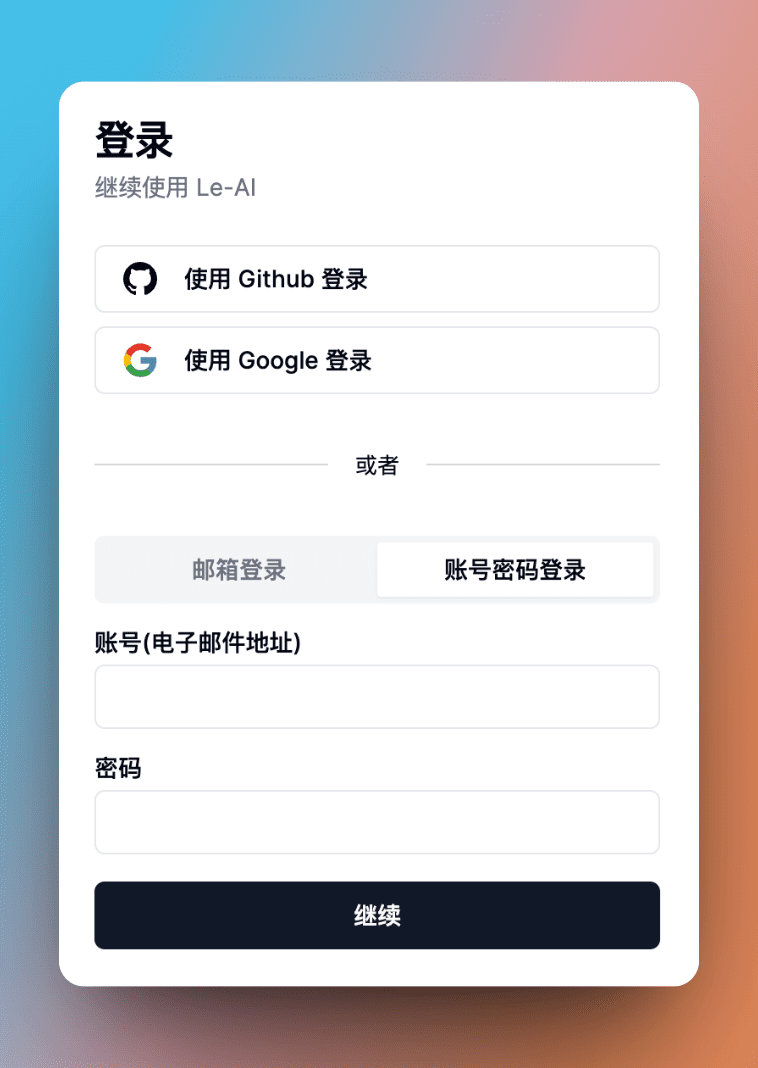 登录
继续使用 Le-AI
使用 Github 登录
使用 Google 登录
或者
邮箱登录
账号密码登录
账号(电子邮件地址)
密码
继续